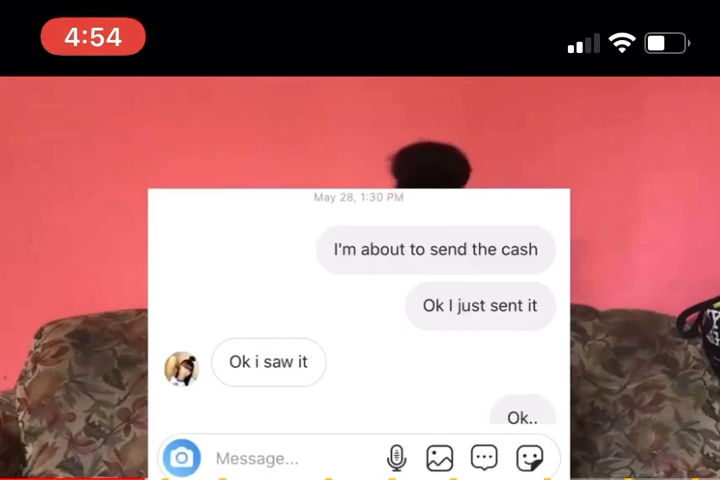 4:54
May 28, 1:30 PM
I'm about to send the cash
Ok I just sent it
Ok i saw it
Ok..
Message...